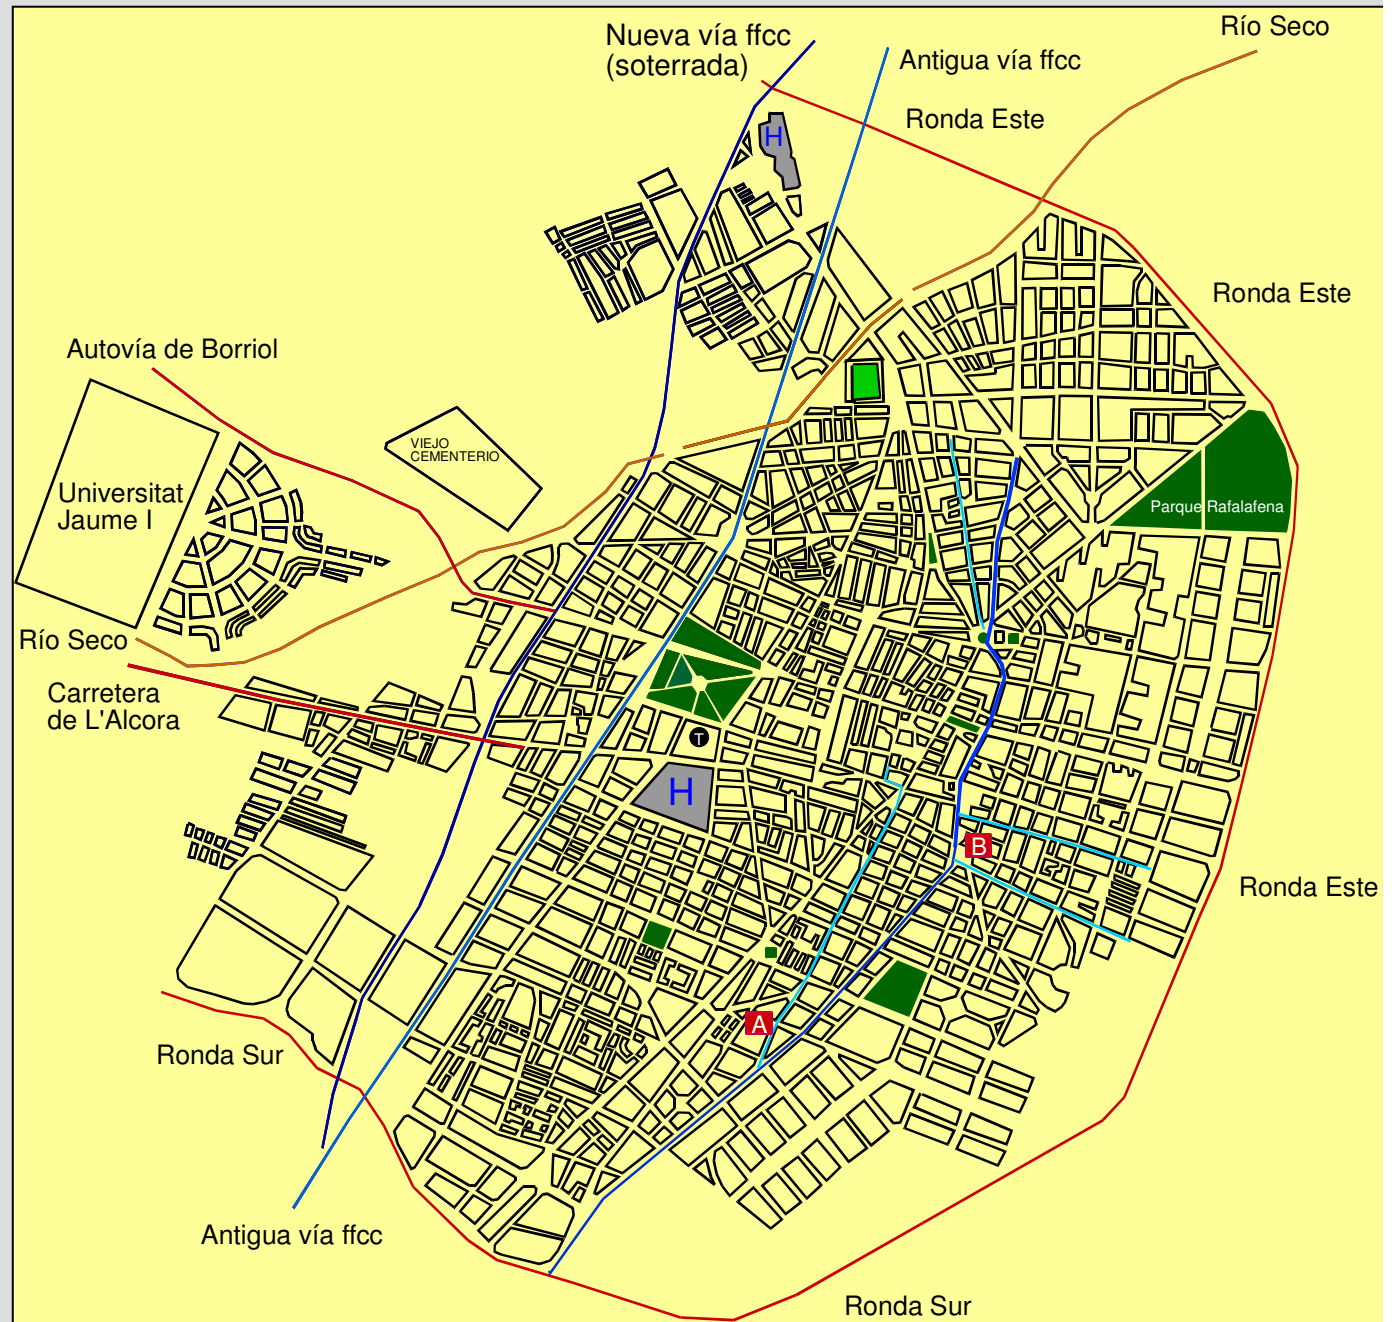 Río Seco
Nueva vía ffcc
(soterrada)
Antigua vía ffcc
Ronda Este
H
Ronda Este
Autovía de Borriol
VIEJO
CEMENTERIO
Universitat
Jaume I
Parque Rafalafena
Río Seco
Carretera
de L'Alcora
T
H
B
Ronda Este
A
Ronda Sur
Antigua vía ffcc
Ronda Sur